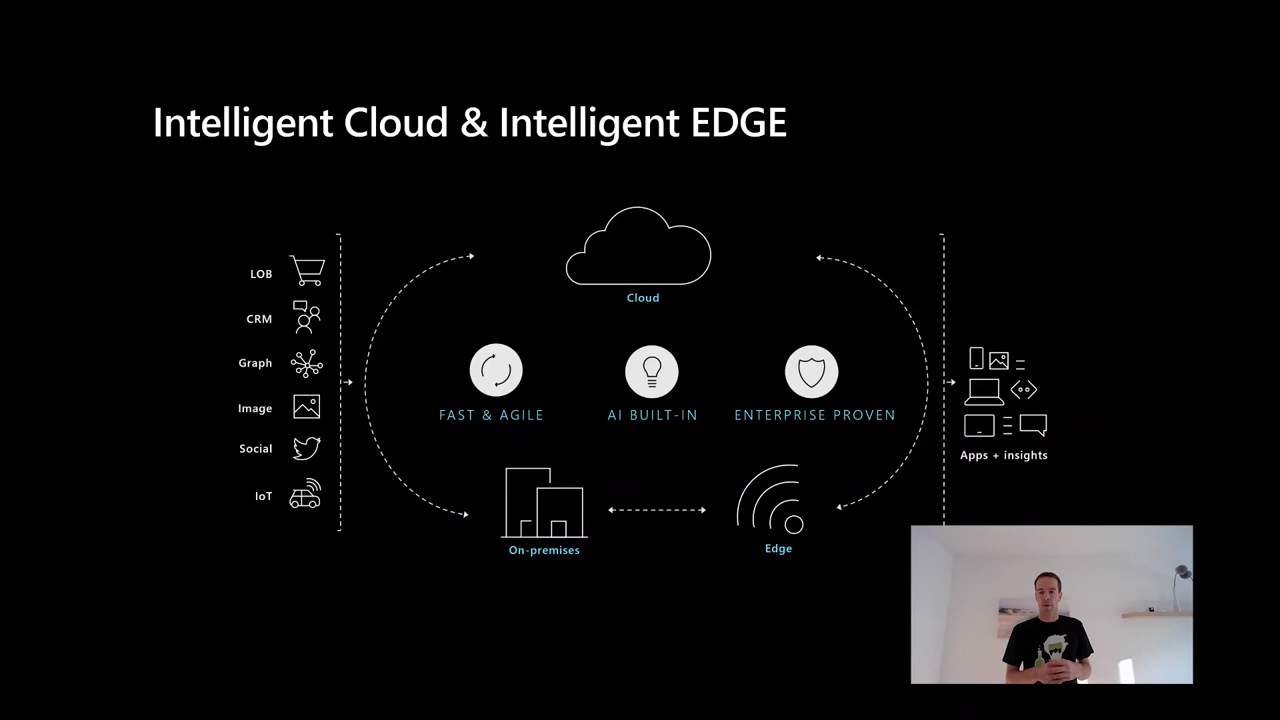 Intelligent Cloud & Intelligent EDGE
LOB
CRM
Graph
Image
Social
IoT
Cloud
FAST & AGILE
AI BUILT-IN
ENTERPRISE PROVEN
On-premises
Edge
Apps + insights